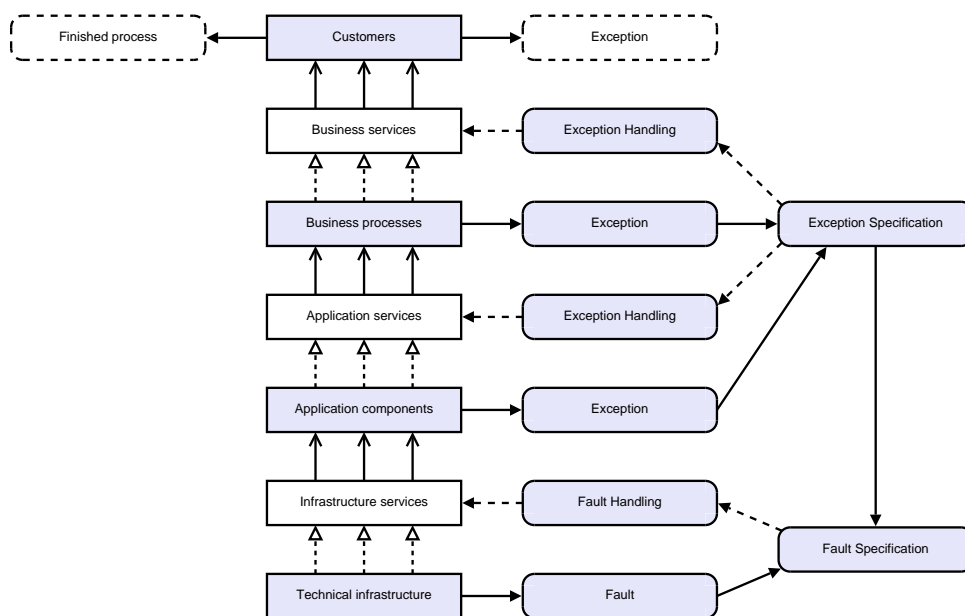 Finished process
Customers
Exception
Business services
Exception Handling
Business processes
Exception
Exception Specification
Application services
Exception Handling
Application components
Exception
Infrastructure services
Fault Handling
Fault Specification
Technical infrastructure
Fault